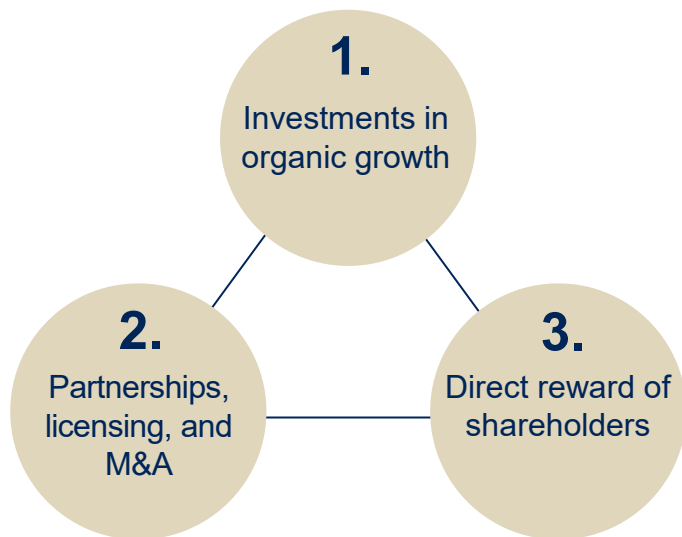 1.
Investments in
organic growth
2.
Partnerships,
licensing, and
M&A
3.
Direct reward of
shareholders